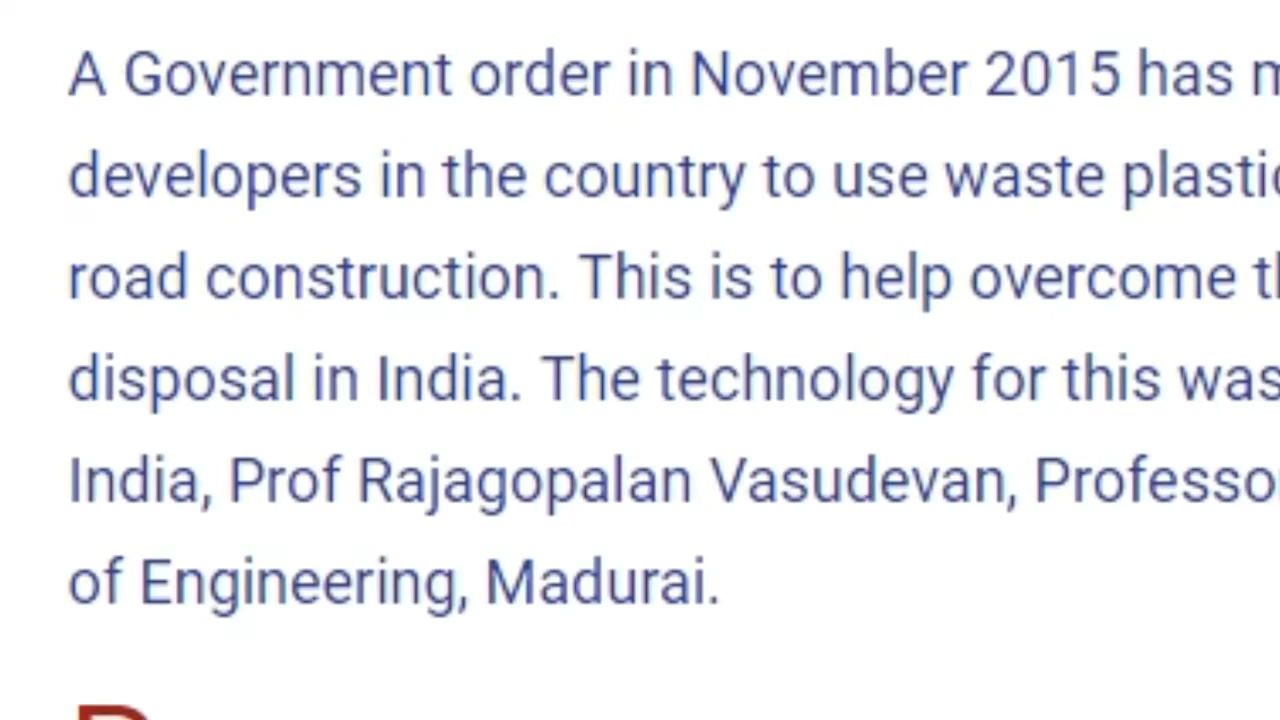 A Government order in November 2015 has
developers in the country to use waste
road construction. This is to help overcome
disposal in India. The technology for this was
India, Prof Rajagopalan Vasudevan,
of Engineering, Madurai.